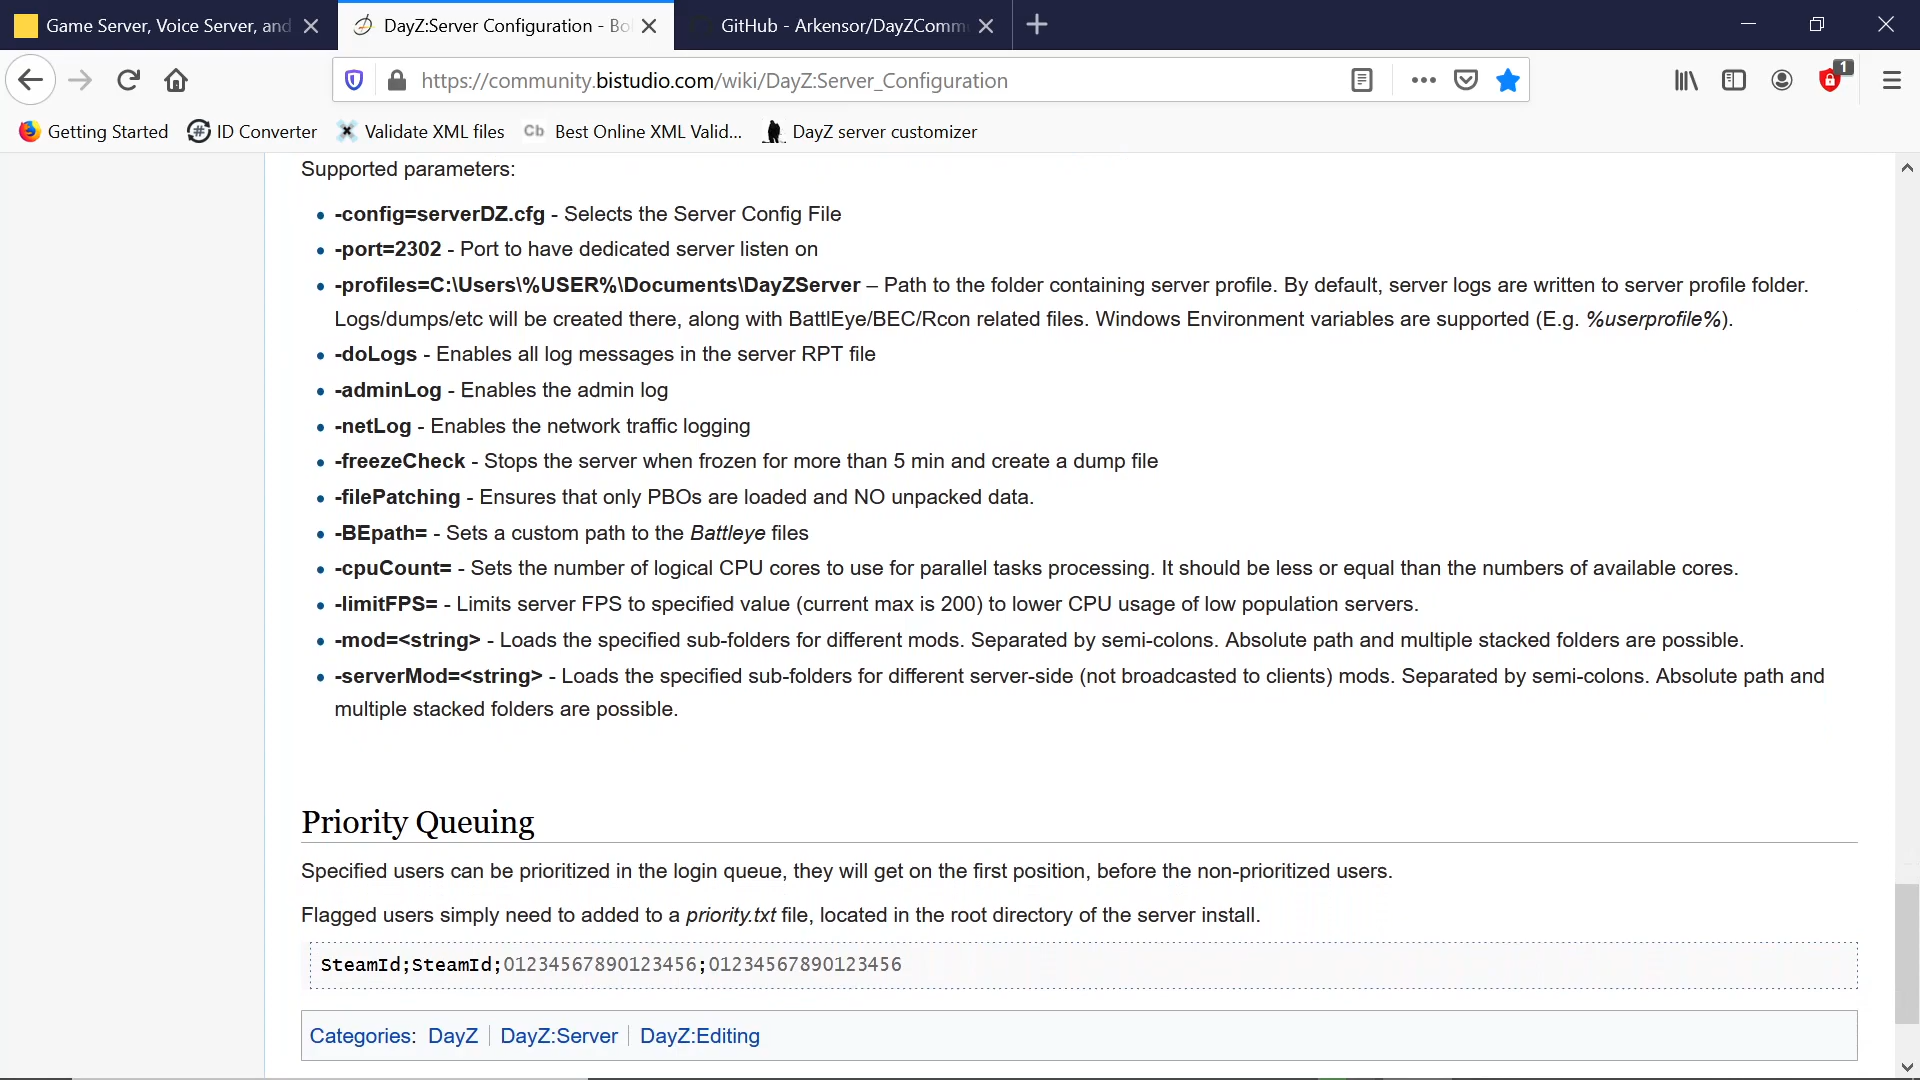 Game Server, Voice Server, and
DayZ:Server Configuration - Bo
GitHub - Arkensor/DayZComm
https://community.bistudio.com/wiki/DayZ:Server_Configuration
1
Getting Started
ID Converter
Validate XML files
Cb Best Online XML Valid...
DayZ server customizer
Supported parameters:
-config=serverDZ.cfg - Selects the Server Config File
-port=2302 - Port to have dedicated server listen on
-profiles=C:\Users\%USER%\Documents\DayZServer – Path to the folder containing server profile. By default, server logs are written to server profile folder.
Logs/dumps/etc will be created there, along with BattlEye/BEC/Rcon related files. Windows Environment variables are supported (E.g. %userprofile%).
-doLogs - Enables all log messages in the server RPT file
-adminLog - Enables the admin log
-netLog - Enables the network traffic logging
-freezeCheck - Stops the server when frozen for more than 5 min and create a dump file
-filePatching - Ensures that only PBOs are loaded and NO unpacked data.
-BEpath= - Sets a custom path to the Battleye files
-cpuCount= - Sets the number of logical CPU cores to use for parallel tasks processing. It should be less or equal than the numbers of available cores.
-limitFPS= - Limits server FPS to specified value (current max is 200) to lower CPU usage of low population servers.
-mod=<string> - Loads the specified sub-folders for different mods. Separated by semi-colons. Absolute path and multiple stacked folders are possible.
-serverMod=<string> - Loads the specified sub-folders for different server-side (not broadcasted to clients) mods. Separated by semi-colons. Absolute path and
multiple stacked folders are possible.
Priority Queuing
Specified users can be prioritized in the login queue, they will get on the first position, before the non-prioritized users.
Flagged users simply need to added to a priority.txt file, located in the root directory of the server install.
SteamId;SteamId;01234567890123456;01234567890123456
Categories: DayZ | DayZ:Server | DayZ:Editing